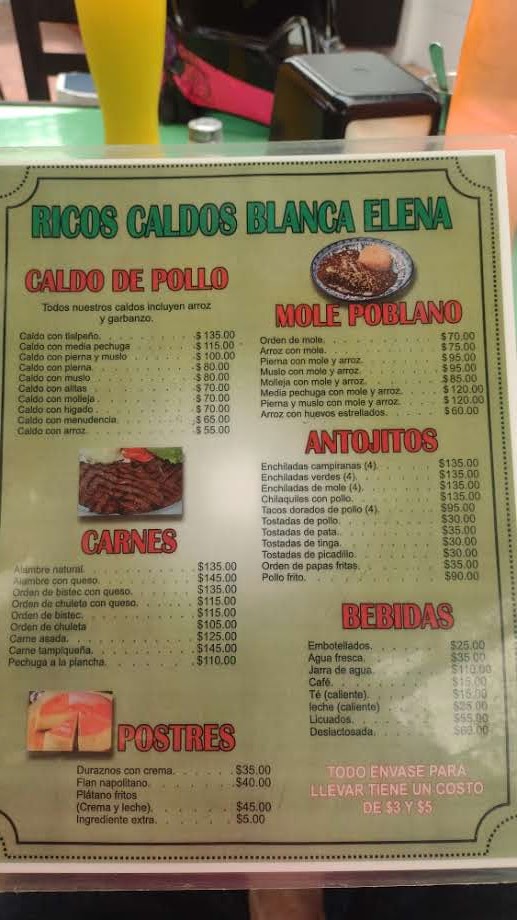 RICOS CALDOS BLANCA ELENA
CALDO DE POLLO
Todos nuestros caldos incluyen arroz
y garbanzo.
Caldo con tlalpeño. $ 135.00
Caldo con media pechuga $ 115.00
Caldo con pierna y muslo $ 100.00
Caldo con pierna. $ 80.00
Caldo con muslo $ 80.00
Caldo con alitas $ 70.00
Caldo con molleja $ 70.00
Caldo con higado $ 70.00
Caldo con menudencia. $ 65.00
Caldo con arroz. $ 55.00
CARNES
Alambre natural. $135.00
Alambre con queso. $145.00
Orden de bistec con queso. $135.00
Orden de chuleta con queso. $115.00
Orden de bistec. $115.00
Orden de chuleta $105.00
Carne asada. $125.00
Carne tampiqueña. $145.00
Pechuga a la plancha. $110.00
POSTRES
Duraznos con crema. $35.00
Flan napolitano. $40.00
Plátano fritos
(Crema y leche). $45.00
Ingrediente extra. $5.00
MOLE POBLANO
Orden de mole. $70.00
Arroz con mole. $75.00
Pierna con mole y arroz. $95.00
Muslo con mole y arroz. $95.00
Molleja con mole y arroz. $85.00
Media pechuga con mole y arroz. $ 120.00
Pierna y muslo con mole y arroz. $ 120.00
Arroz con huevos estrellados. $ 60.00
ANTOJITOS
Enchiladas campiranas (4). $135.00
Enchiladas verdes (4). $135.00
Enchiladas de mole (4). $135.00
Chilaquiles con pollo. $135.00
Tacos dorados de pollo (4). $95.00
Tostadas de pollo. $30.00
Tostadas de pata. $35.00
Tostadas de tinga. $30.00
Tostadas de picadillo. $30.00
Orden de papas fritas. $35.00
Pollo frito. $90.00
BEBIDAS
Embotellados. $25.00
Agua fresca. $35.00
Jarra de agua. $110.00
Café. $15.00
Té (caliente). $15.00
leche (caliente) $25.00
Licuados. $55.00
Deslactosada. $60.00
TODO ENVASE PARA
LLEVAR TIENE UN COSTO
DE $3 Y $5